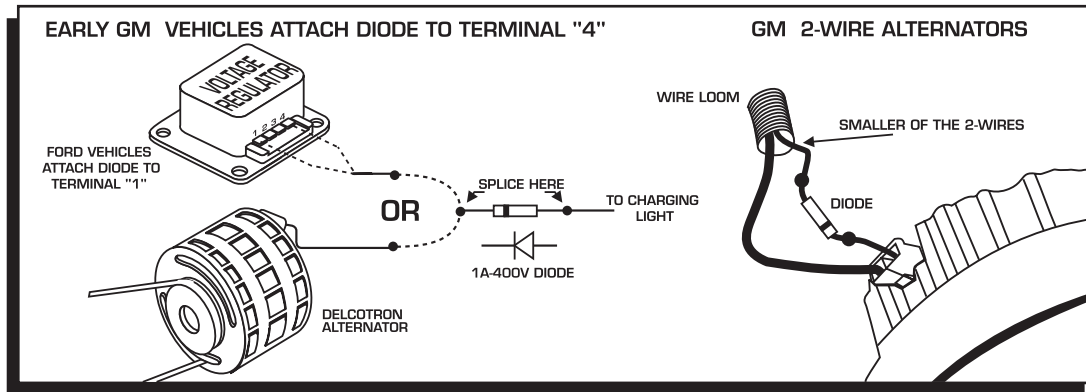 EARLY GM VEHICLES ATTACH DIODE TO TERMINAL "4"
GM 2-WIRE ALTERNATORS
VOLTAGE
REGULATOR
1 2 3 4
FORD VEHICLES
ATTACH DIODE TO
TERMINAL "1"
OR
SPLICE HERE
TO CHARGING
LIGHT
1A-400V DIODE
DELCOTRON
ALTERNATOR
WIRE LOOM
SMALLER OF THE 2-WIRES
DIODE